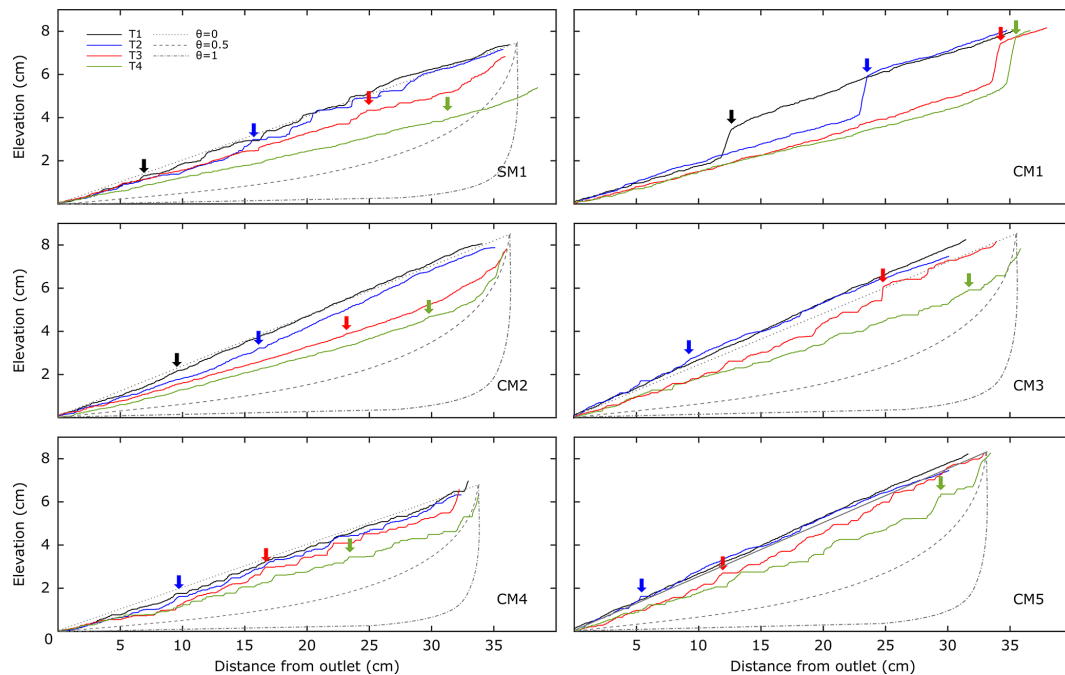 8
6
4
2
Elevation (cm)
T1
T2
T3
T4
θ=0
θ=0.5
θ=1
SM1
CM1
8
6
4
2
Elevation (cm)
CM2
CM3
8
6
4
2
0
Elevation (cm)
CM4
CM5
5 10 15 20 25 30 35
5 10 15 20 25 30 35
Distance from outlet (cm)
Distance from outlet (cm)